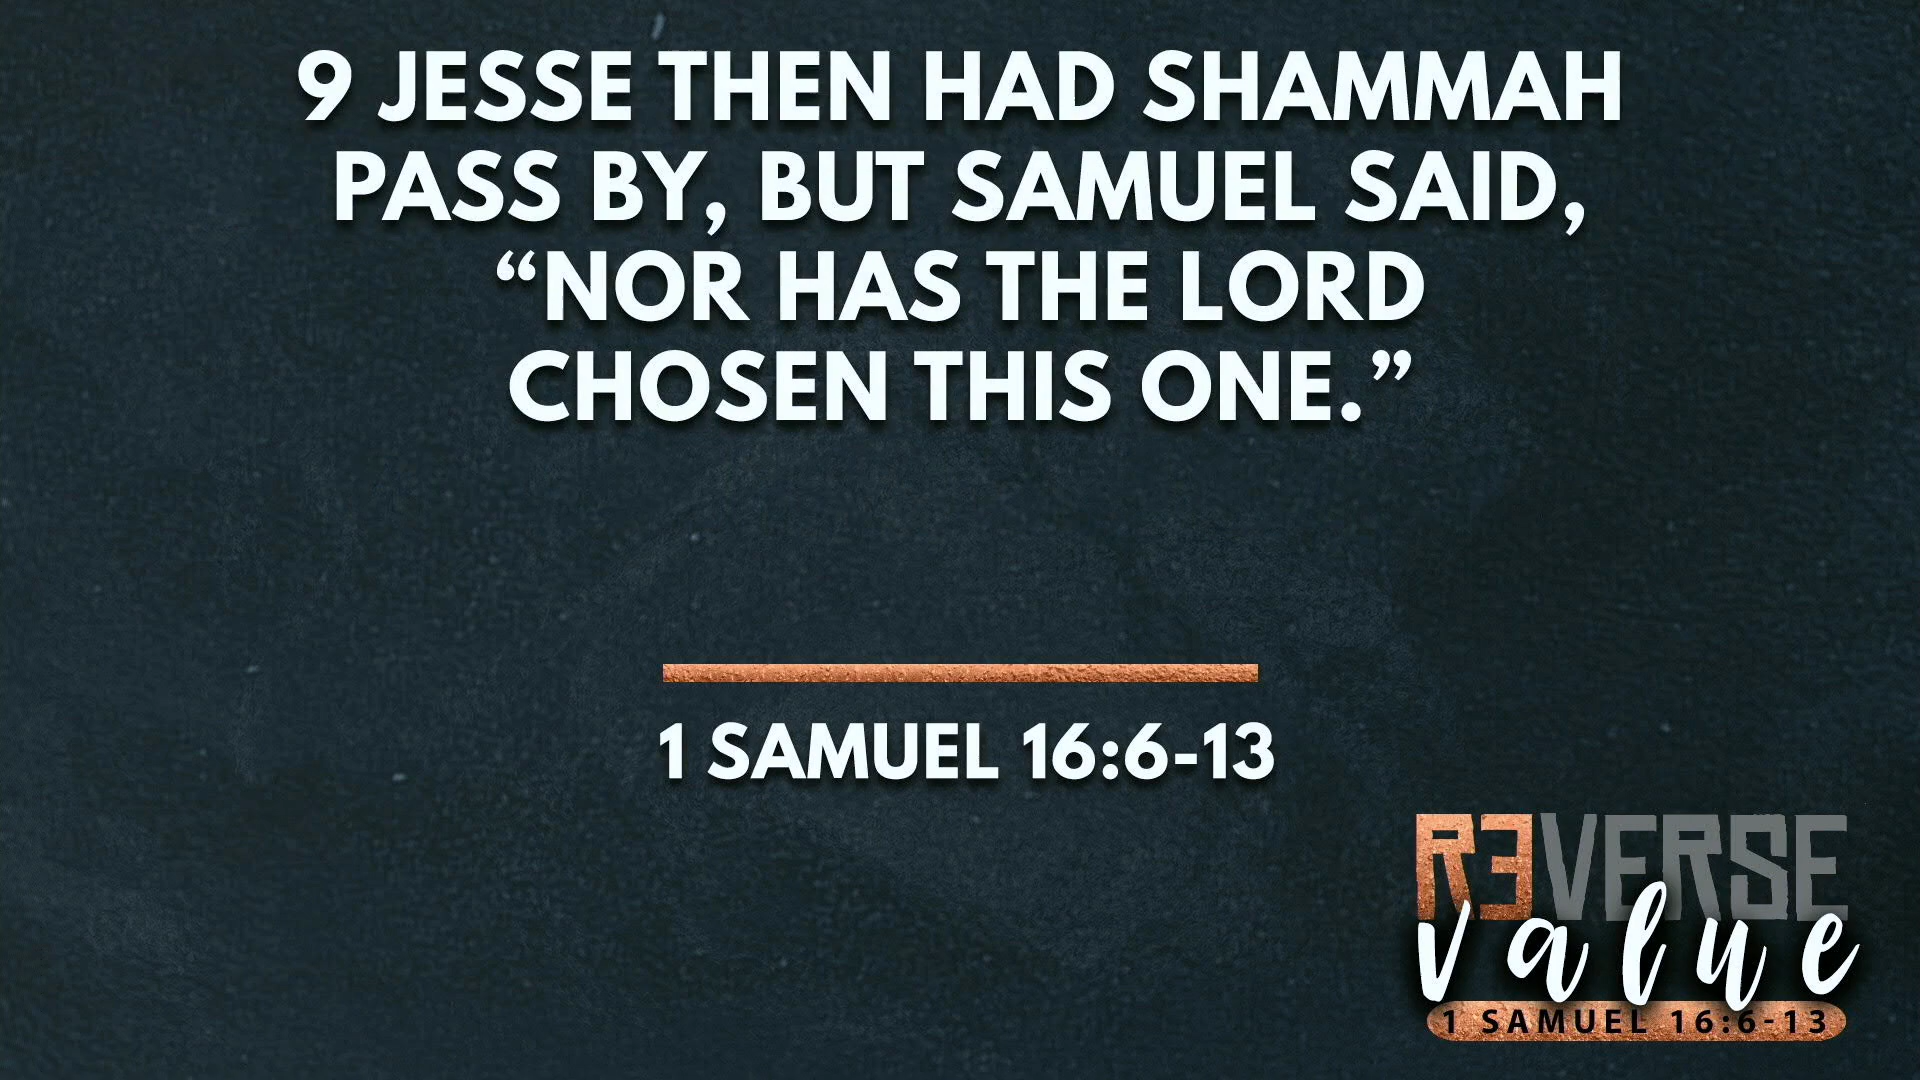 9 JESSE THEN HAD SHAMMAH
PASS BY, BUT SAMUEL SAID,
“NOR HAS THE LORD
CHOSEN THIS ONE.”
1 SAMUEL 16:6-13
REVERSE
value
1 SAMUEL 16:6-13